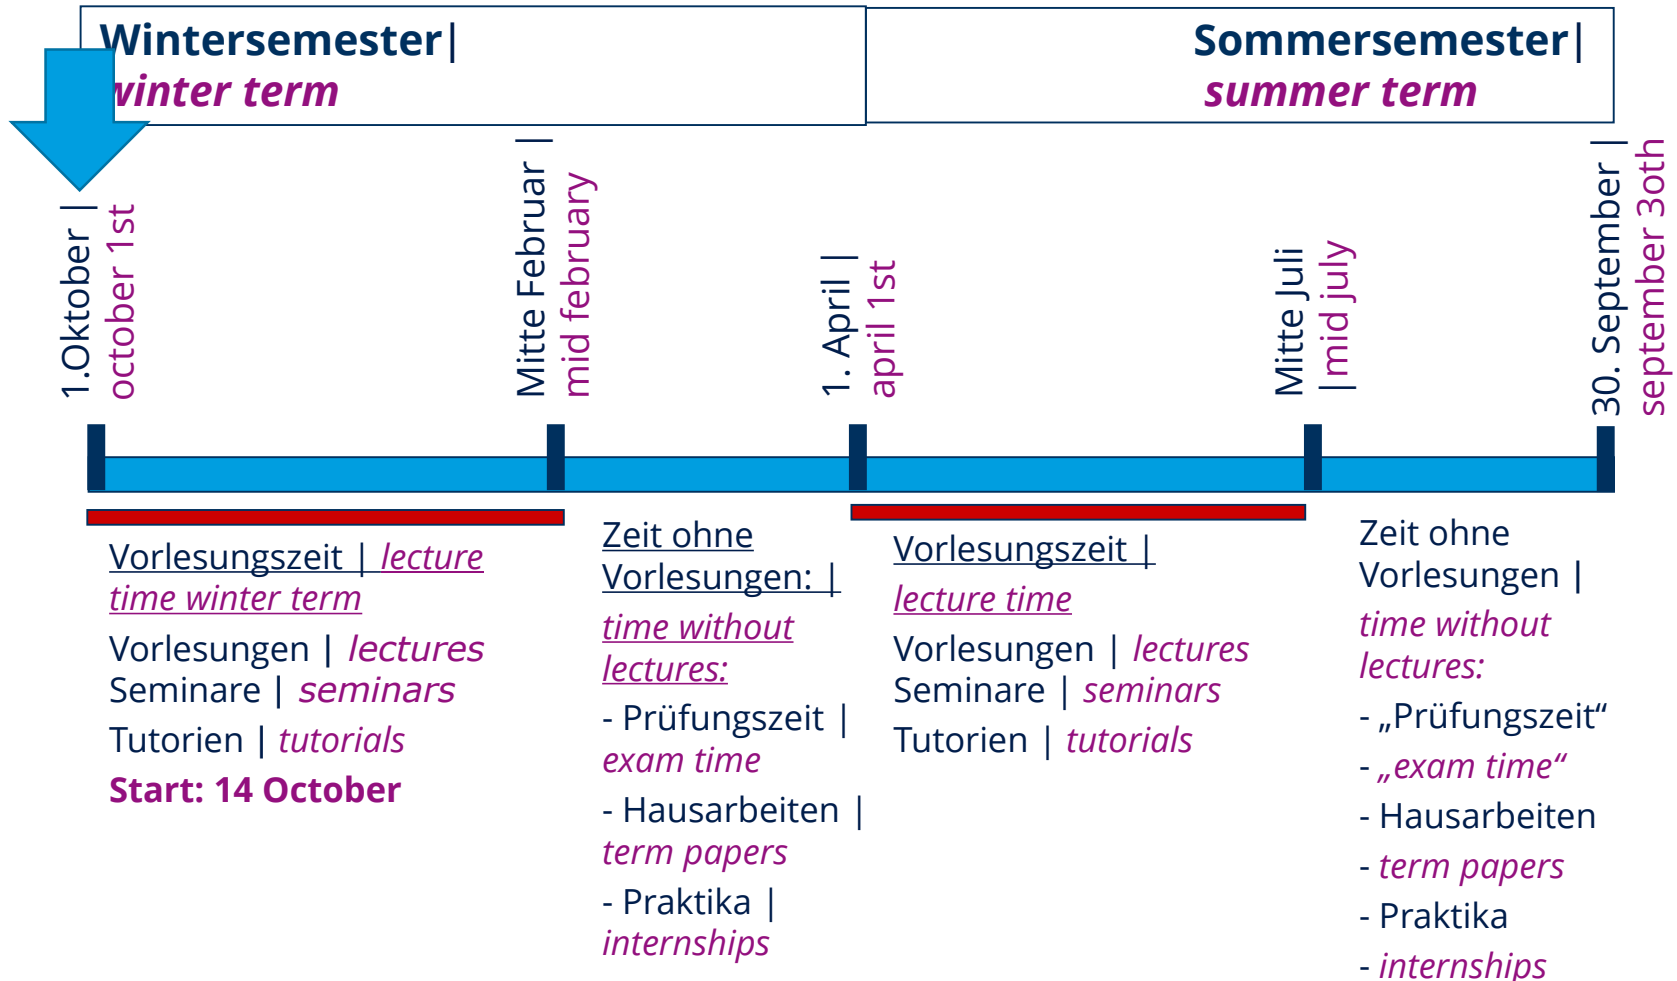 Wintersemester|
winter term
Sommersemester|
summer term
1.Oktober |
october 1st
Mitte Februar |
mid february
1. April |
april 1st
Mitte Juli
|mid july
30. September |
september 3oth
Vorlesungszeit | lecture
time winter term
Vorlesungen | lectures
Seminare | seminars
Tutorien | tutorials
Start: 14 October
Zeit ohne
Vorlesungen: |
time without
lectures:
- Prüfungszeit |
exam time
- Hausarbeiten |
term papers
- Praktika |
internships
Vorlesungszeit |
lecture time
Vorlesungen | lectures
Seminare | seminars
Tutorien | tutorials
Zeit ohne
Vorlesungen |
time without
lectures:
- „Prüfungszeit“
- „exam time“
- Hausarbeiten
- term papers
- Praktika
- internships